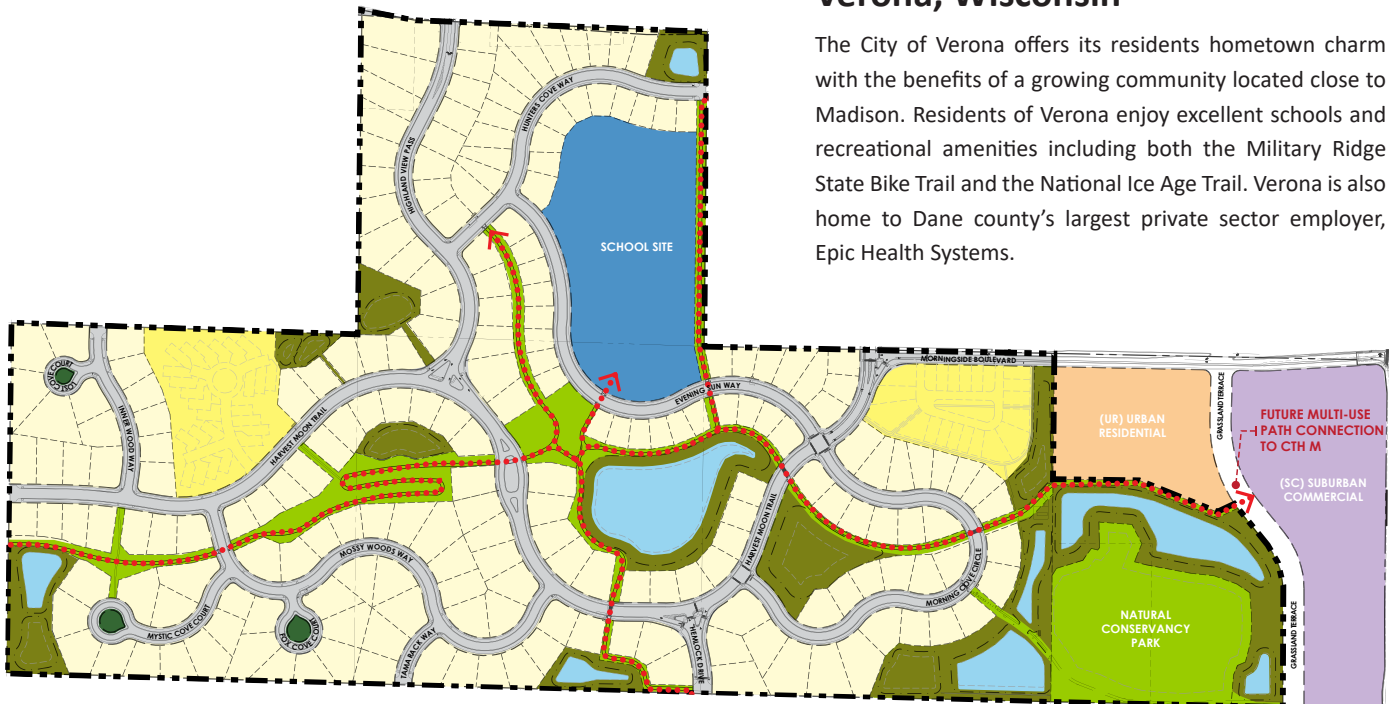 Verona, Wisconsin
The City of Verona offers its residents hometown charm
with the benefits of a growing community located close to
Madison. Residents of Verona enjoy excellent schools and
recreational amenities including both the Military Ridge
State Bike Trail and the National Ice Age Trail. Verona is also
home to Dane county’s largest private sector employer,
Epic Health Systems.
HUNTERS COVE WAY
HIGHLAND VIEW PASS
SCHOOL SITE
MORNINGSIDE BOULEVARD
LOST COVE COURT
INNER WOOD WAY
HARVEST MOON TRAIL
EVENING SUN WAY
(UR) URBAN
RESIDENTIAL
GRASSLAND TERRACE
FUTURE MULTI-USE
PATH CONNECTION
TO CTH M
(SC) SUBURBAN
COMMERCIAL
HARVEST MOON TRAIL
MOSSY WOODS WAY
MORNING COVE CIRCLE
MYSTIC COVE COURT
FOX COVE COURT
TAMARACK WAY
HEMLOCK DRIVE
NATURAL
CONSERVANCY
PARK
GRASSLAND TERRACE